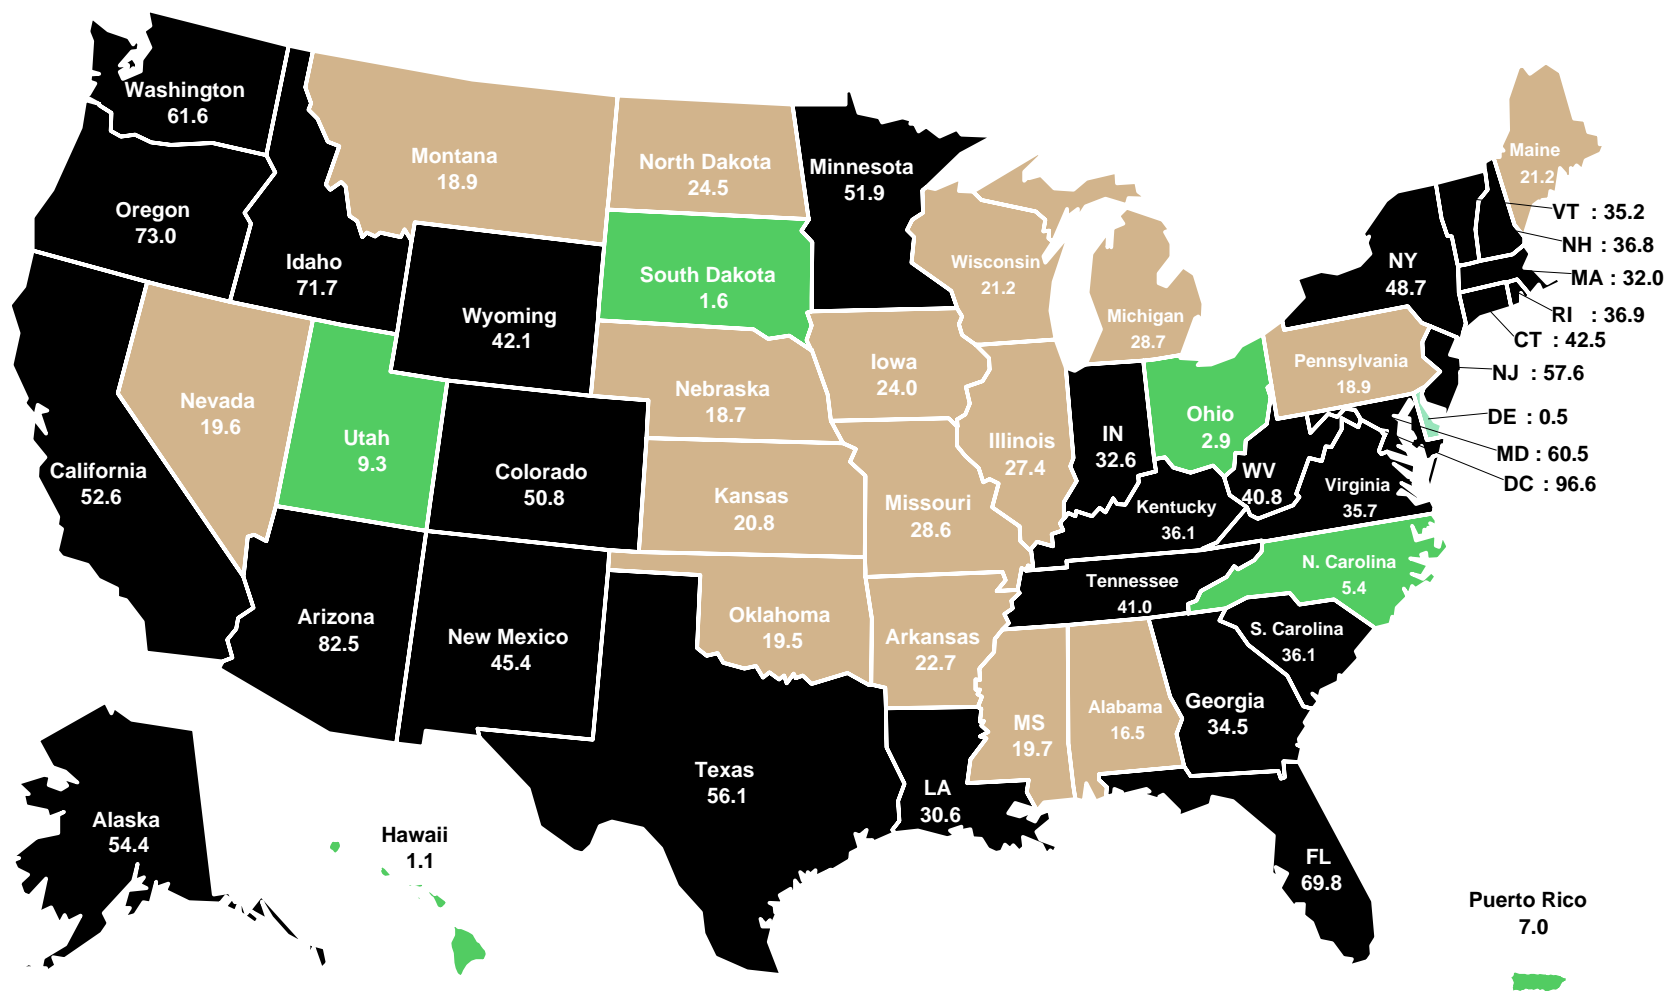 Washington
61.6
Oregon
73.0
Idaho
71.7
Montana
18.9
North Dakota
24.5
Minnesota
51.9
South Dakota
1.6
Wyoming
42.1
Wisconsin
21.2
Michigan
28.7
Maine
21.2
VT : 35.2
NH : 36.8
MA : 32.0
RI : 36.9
CT : 42.5
NJ : 57.6
DE : 0.5
MD : 60.5
DC : 96.6
NY
48.7
Pennsylvania
18.9
Iowa
24.0
Nebraska
18.7
Nevada
19.6
Utah
9.3
California
52.6
Colorado
50.8
Kansas
20.8
Missouri
28.6
Illinois
27.4
IN
32.6
Ohio
2.9
WV
40.8
Virginia
35.7
Kentucky
36.1
Tennessee
41.0
N. Carolina
5.4
S. Carolina
36.1
Arizona
82.5
New Mexico
45.4
Oklahoma
19.5
Arkansas
22.7
MS
19.7
Alabama
16.5
Georgia
34.5
Texas
56.1
LA
30.6
FL
69.8
Alaska
54.4
Hawaii
1.1
Puerto Rico
7.0